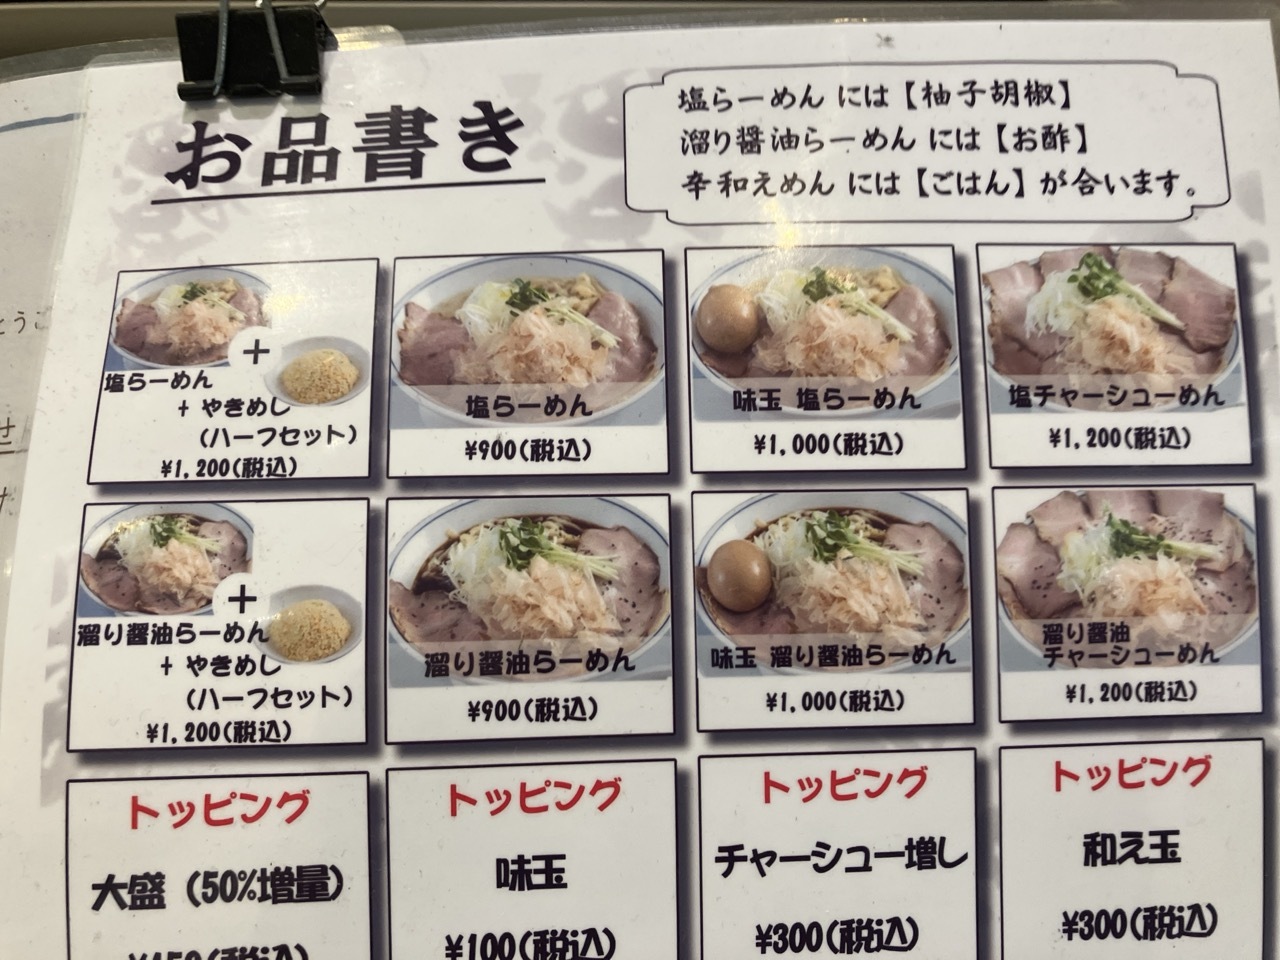 お品書き
塩らーめん には【柚子胡椒】
溜り醤油らーめん には【お酢】
辛和えめん には【ごはん】が合います。
塩らーめん
+ やきめし
(ハーフセット)
¥1,200(税込)
塩らーめん
¥900(税込)
味玉 塩らーめん
¥1,000(税込)
塩チャーシューめん
¥1,200(税込)
溜り醤油らーめん
+ やきめし
(ハーフセット)
¥1,200(税込)
溜り醤油らーめん
¥900(税込)
味玉 溜り醤油らーめん
¥1,000(税込)
溜り醤油
チャーシューめん
¥1,200(税込)
トッピング
大盛（50%増量）
¥150(税込)
トッピング
味玉
¥100(税込)
トッピング
チャーシュー増し
¥300(税込)
トッピング
和え玉
¥300(税込)